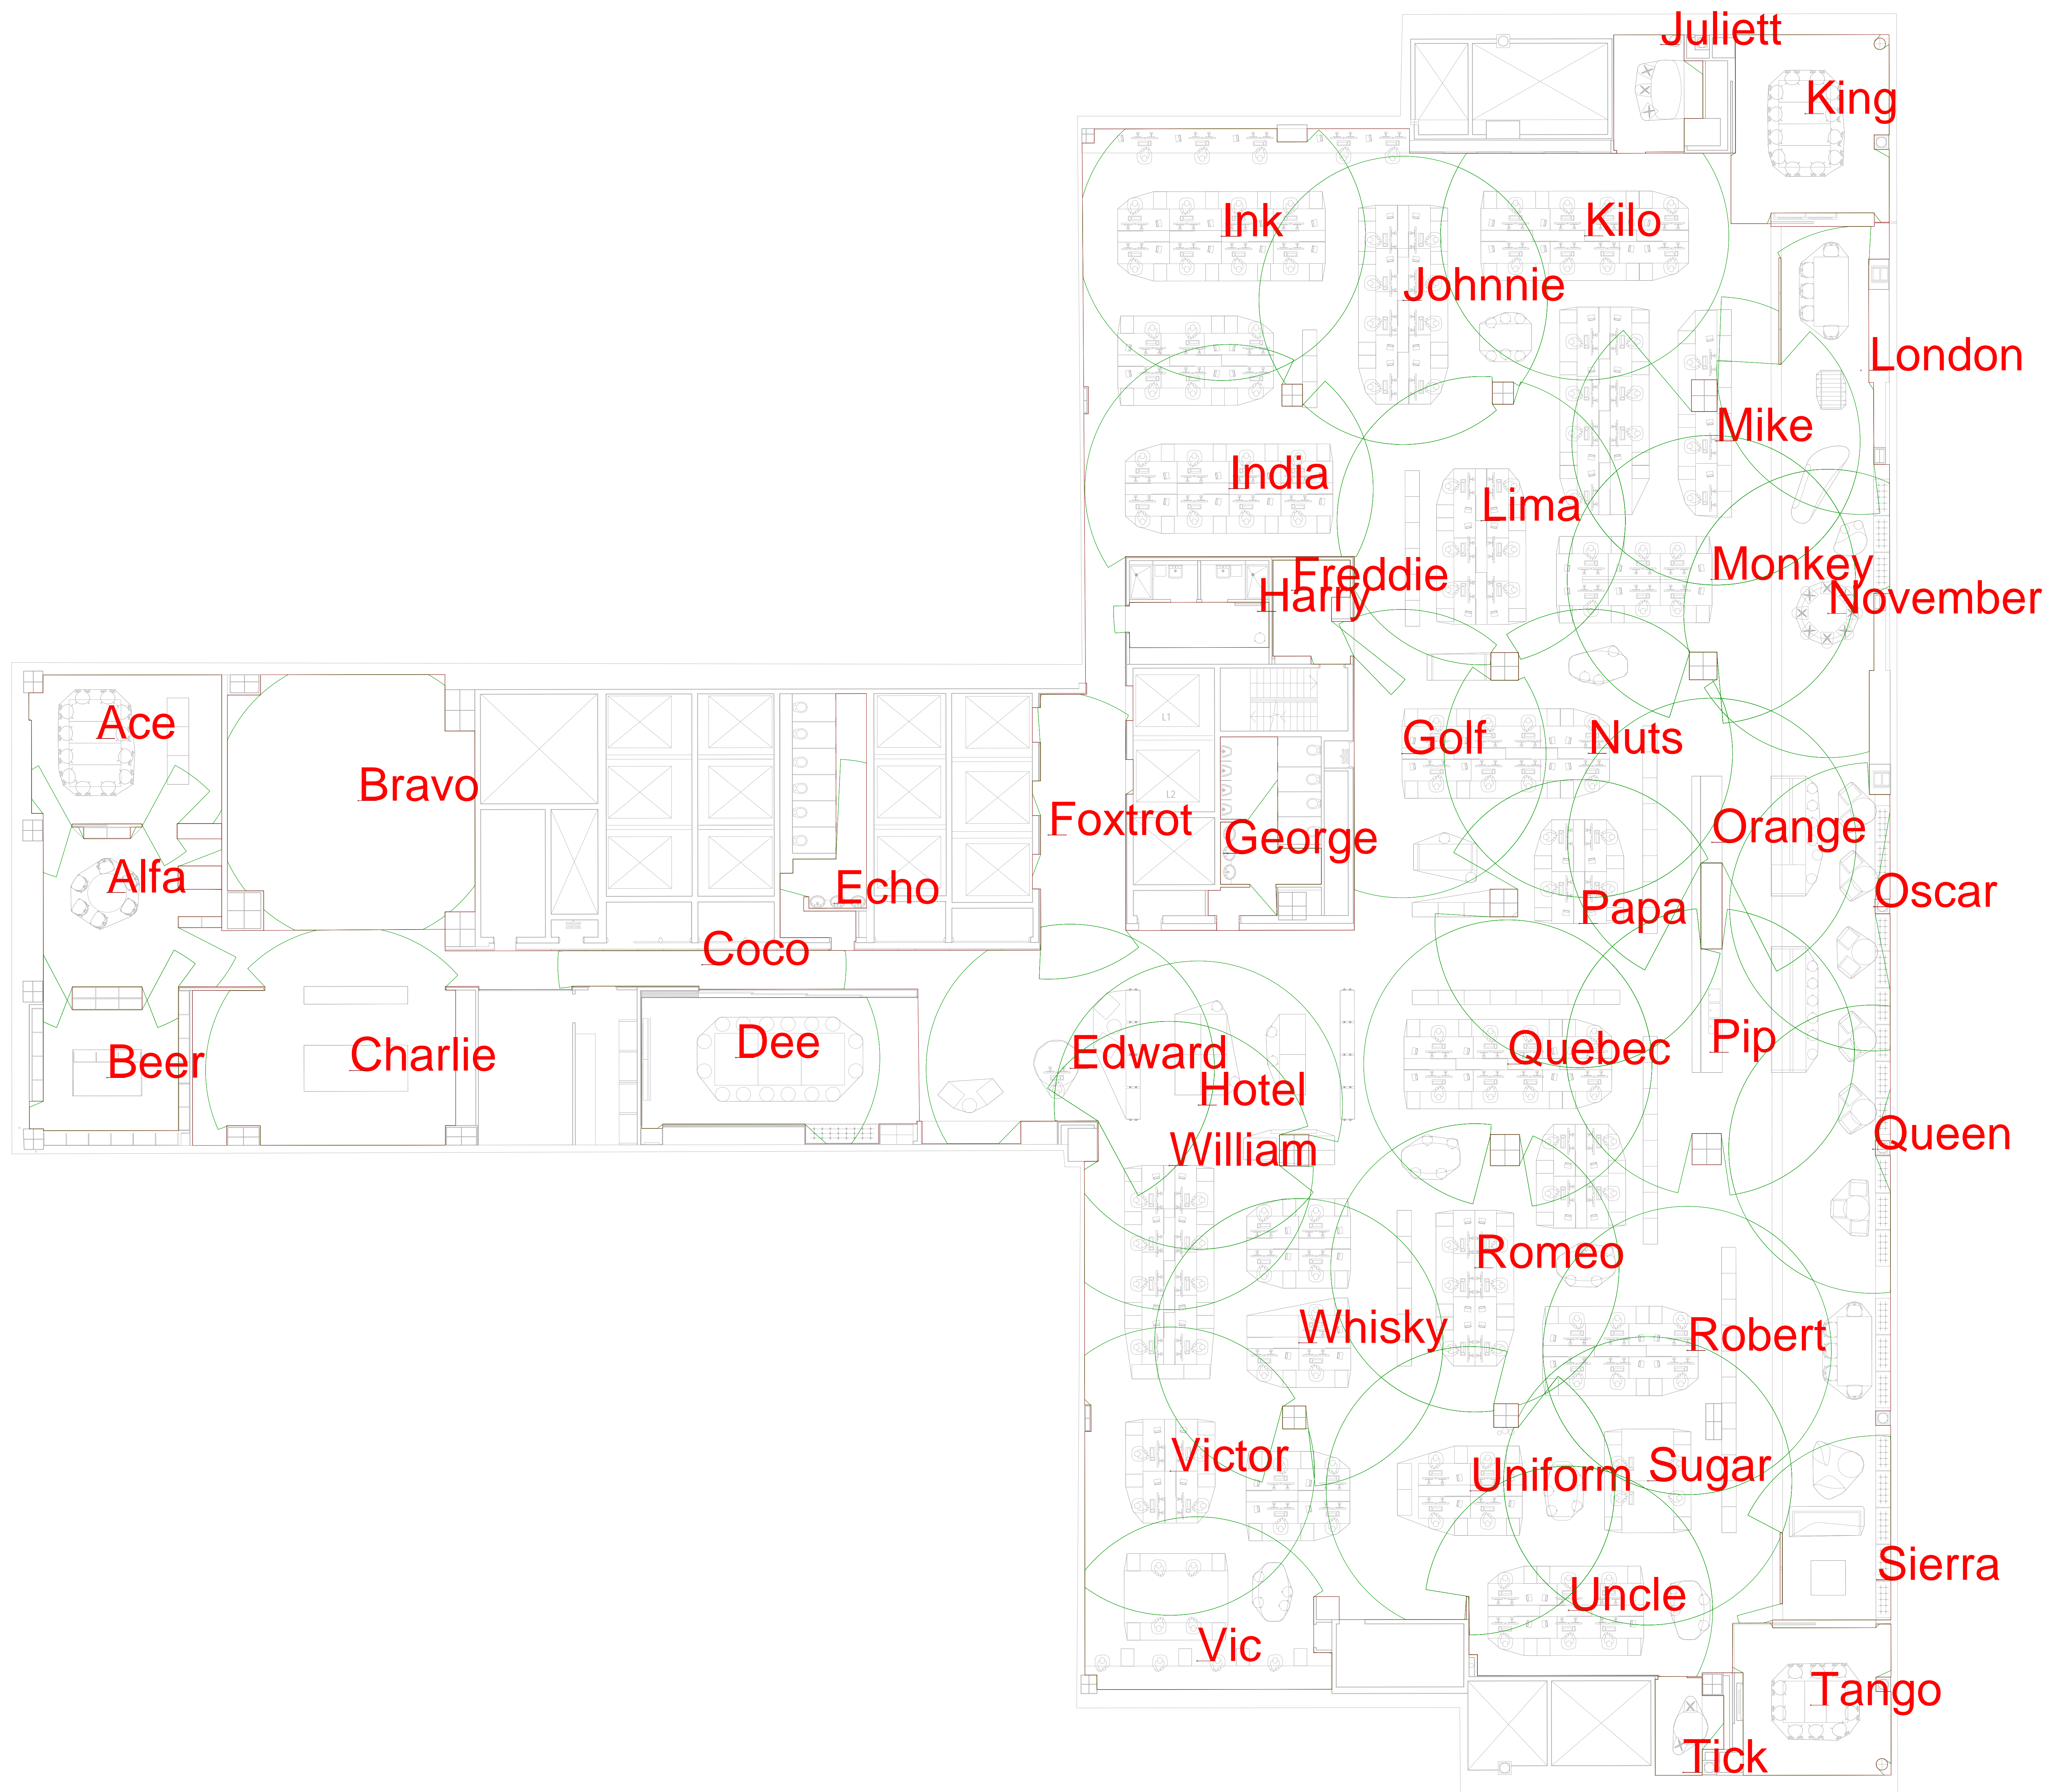 Juliett
King
Ink
Kilo
Johnnie
London
Mike
India
Lima
Freddie
Monkey
Harry
November
L1
Ace
Golf
Nuts
Bravo
L2
Foxtrot
George
Orange
Alfa
Echo
Oscar
Papa
Coco
Beer
Charlie
Dee
Edward
Quebec
Pip
Hotel
William
Queen
Romeo
Whisky
Robert
Victor
Uniform
Sugar
Sierra
Uncle
Vic
Tango
Tick